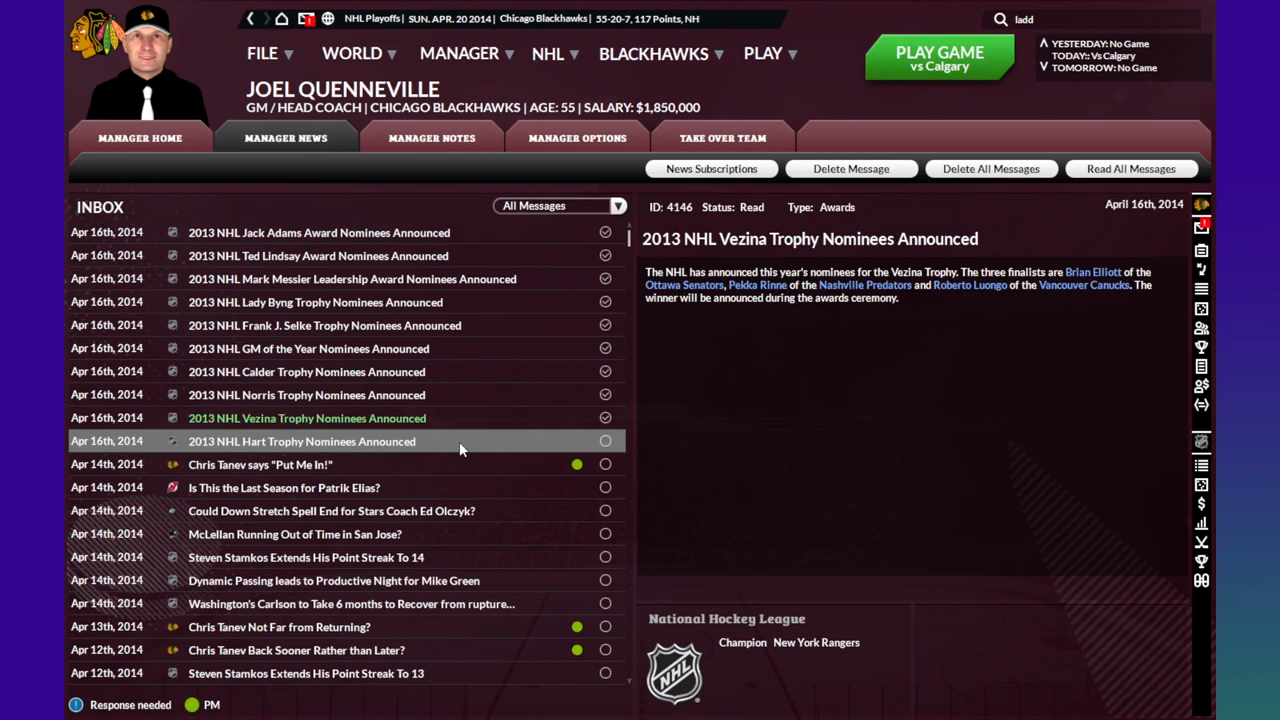 NHL Playoffs | SUN. APR. 20 2014 | Chicago Blackhawks | 55-20-7, 117 Points, NH
ladd
FILE WORLD MANAGER NHL BLACKHAWKS PLAY
PLAY GAME
vs Calgary
YESTERDAY: No Game
TODAY:: Vs Calgary
TOMORROW: No Game
JOEL QUENNEVILLE
GM / HEAD COACH | CHICAGO BLACKHAWKS | AGE: 55 | SALARY: $1,850,000
MANAGER HOME MANAGER NEWS MANAGER NOTES MANAGER OPTIONS TAKE OVER TEAM
News Subscriptions Delete Message Delete All Messages Read All Messages
INBOX All Messages
Apr 16th, 2014 2013 NHL Jack Adams Award Nominees Announced
Apr 16th, 2014 2013 NHL Ted Lindsay Award Nominees Announced
Apr 16th, 2014 2013 NHL Mark Messier Leadership Award Nominees Announced
Apr 16th, 2014 2013 NHL Lady Byng Trophy Nominees Announced
Apr 16th, 2014 2013 NHL Frank J. Selke Trophy Nominees Announced
Apr 16th, 2014 2013 NHL GM of the Year Nominees Announced
Apr 16th, 2014 2013 NHL Calder Trophy Nominees Announced
Apr 16th, 2014 2013 NHL Norris Trophy Nominees Announced
Apr 16th, 2014 2013 NHL Vezina Trophy Nominees Announced
Apr 16th, 2014 2013 NHL Hart Trophy Nominees Announced
Apr 14th, 2014 Chris Tanev says "Put Me In!"
Apr 14th, 2014 Is This the Last Season for Patrik Elias?
Apr 14th, 2014 Could Down Stretch Spell End for Stars Coach Ed Olczyk?
Apr 14th, 2014 McLellan Running Out of Time in San Jose?
Apr 14th, 2014 Steven Stamkos Extends His Point Streak To 14
Apr 14th, 2014 Dynamic Passing leads to Productive Night for Mike Green
Apr 14th, 2014 Washington's Carlson to Take 6 months to Recover from rupture...
Apr 13th, 2014 Chris Tanev Not Far from Returning?
Apr 12th, 2014 Chris Tanev Back Sooner Rather than Later?
Apr 12th, 2014 Steven Stamkos Extends His Point Streak To 13
Response needed PM
ID: 4146 Status: Read Type: Awards April 16th, 2014
2013 NHL Vezina Trophy Nominees Announced
The NHL has announced this year's nominees for the Vezina Trophy. The three finalists are Brian Elliott of the
Ottawa Senators, Pekka Rinne of the Nashville Predators and Roberto Luongo of the Vancouver Canucks. The
winner will be announced during the awards ceremony.
National Hockey League
NHL
Champion New York Rangers